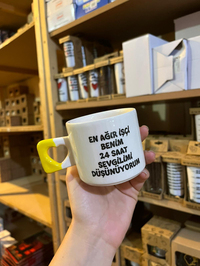 EN AĞIR İŞÇİ
BENİM
24 SAAT
SEVGİLİMİ
DÜŞÜNÜYORUM